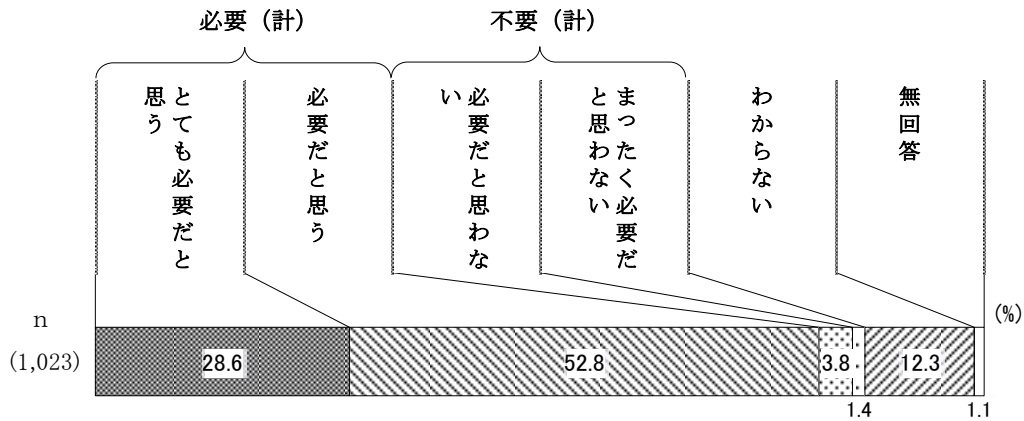 必要（計）
不要（計）
とても必要だと
思う
必要だと思う
必要だと思わな
い
まったく必要だ
と思わない
わからない
無回答
(%)
n
(1,023)
28.6
52.8
3.8
12.3
1.4
1.1